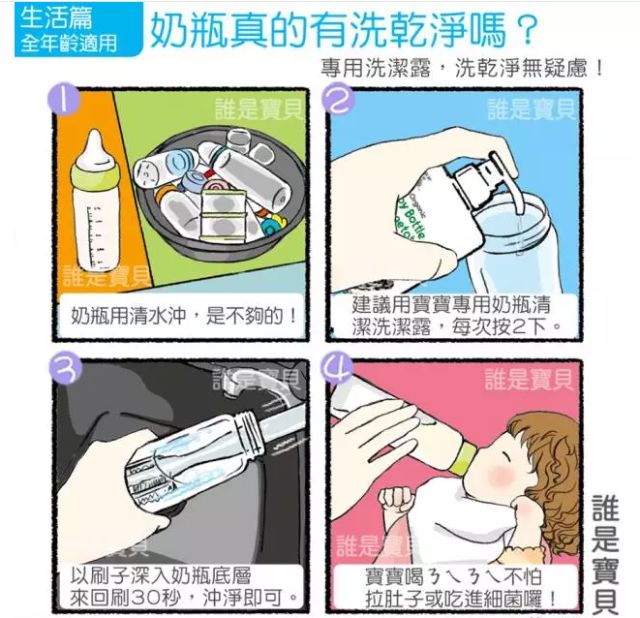 生活篇
全年齡適用
奶瓶真的有洗乾淨嗎？
專用洗潔露，洗乾淨無疑慮！
1
誰是寶貝
誰是寶貝
奶瓶用清水沖，是不夠的！
2
誰是寶貝
Organic
by Bottle
建議用寶寶專用奶瓶清
潔洗潔露，每次按2下。
3
誰是寶貝
誰是寶貝
以刷子深入奶瓶底層
來回刷30秒，沖淨即可。
4
誰是寶貝
誰是寶貝
寶寶喝ㄋㄟㄋㄟ不怕
拉肚子或吃進細菌囉！
誰是寶貝